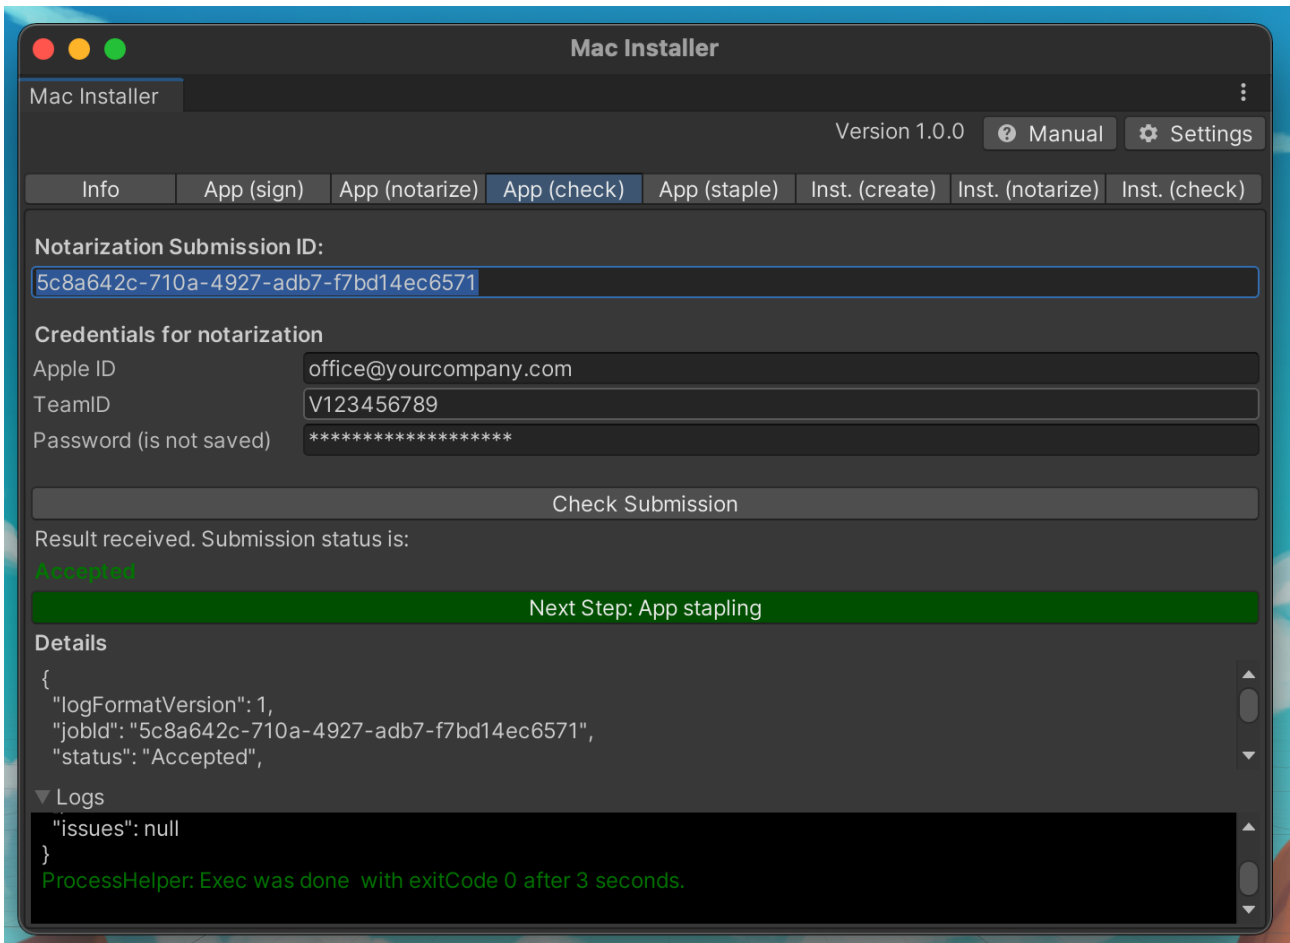 Mac Installer
Mac Installer
Version 1.0.0 Manual Settings
Info App (sign) App (notarize) App (check) App (staple) Inst. (create) Inst. (notarize) Inst. (check)
Notarization Submission ID:
5c8a642c-710a-4927-adb7-f7bd14ec6571
Credentials for notarization
Apple ID office@yourcompany.com
TeamID V123456789
Password (is not saved) *******************
Check Submission
Result received. Submission status is:
Accepted
Next Step: App stapling
Details
{
"logFormatVersion": 1,
"jobId": "5c8a642c-710a-4927-adb7-f7bd14ec6571",
"status": "Accepted",
Logs
"issues": null
}
ProcessHelper: Exec was done  with exitCode 0 after 3 seconds.